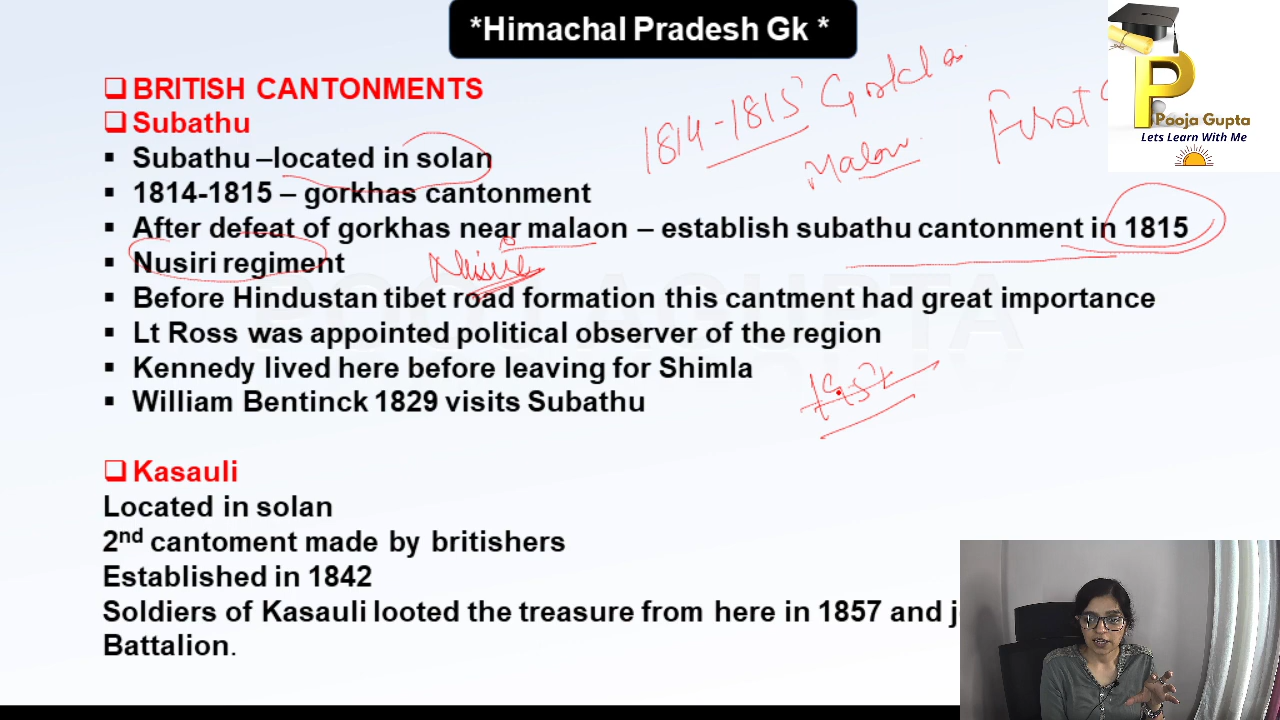 *Himachal Pradesh Gk *
P
Pooja Gupta
Lets Learn With Me
BRITISH CANTONMENTS
1814-1815 Gorkhas
First
Subathu
Malon
Subathu –located in solan
1814-1815 – gorkhas cantonment
After defeat of gorkhas near malaon – establish subathu cantonment in 1815
Nusiri regiment
Before Hindustan tibet road formation this cantment had great importance
Lt Ross was appointed political observer of the region
Kennedy lived here before leaving for Shimla
William Bentinck 1829 visits Subathu
Kasauli
Located in solan
2nd cantoment made by britishers
Established in 1842
Soldiers of Kasauli looted the treasure from here in 1857 and j
Battalion.